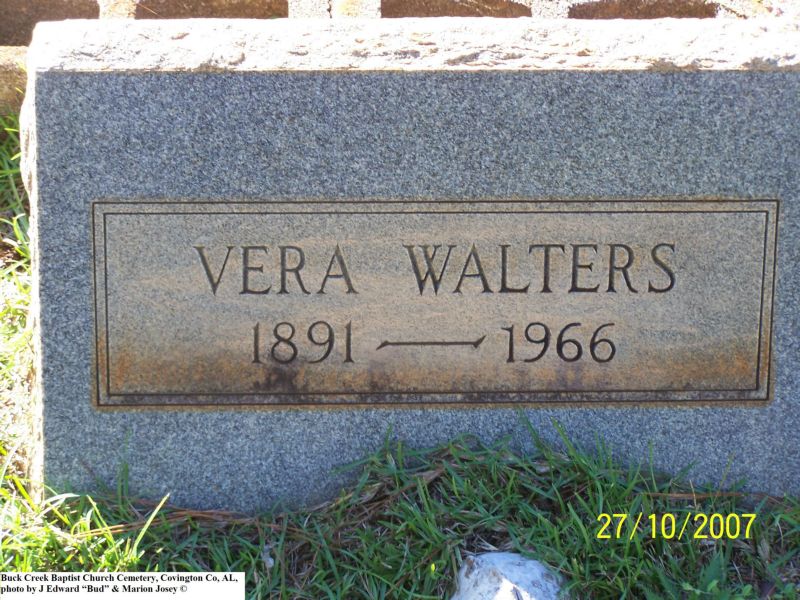 VERA WALTERS
1891 — 1966
27/10/2007
Buck Creek Baptist Church Cemetery, Covington Co, AL,
photo by J Edward “Bud” & Marion Josey ©